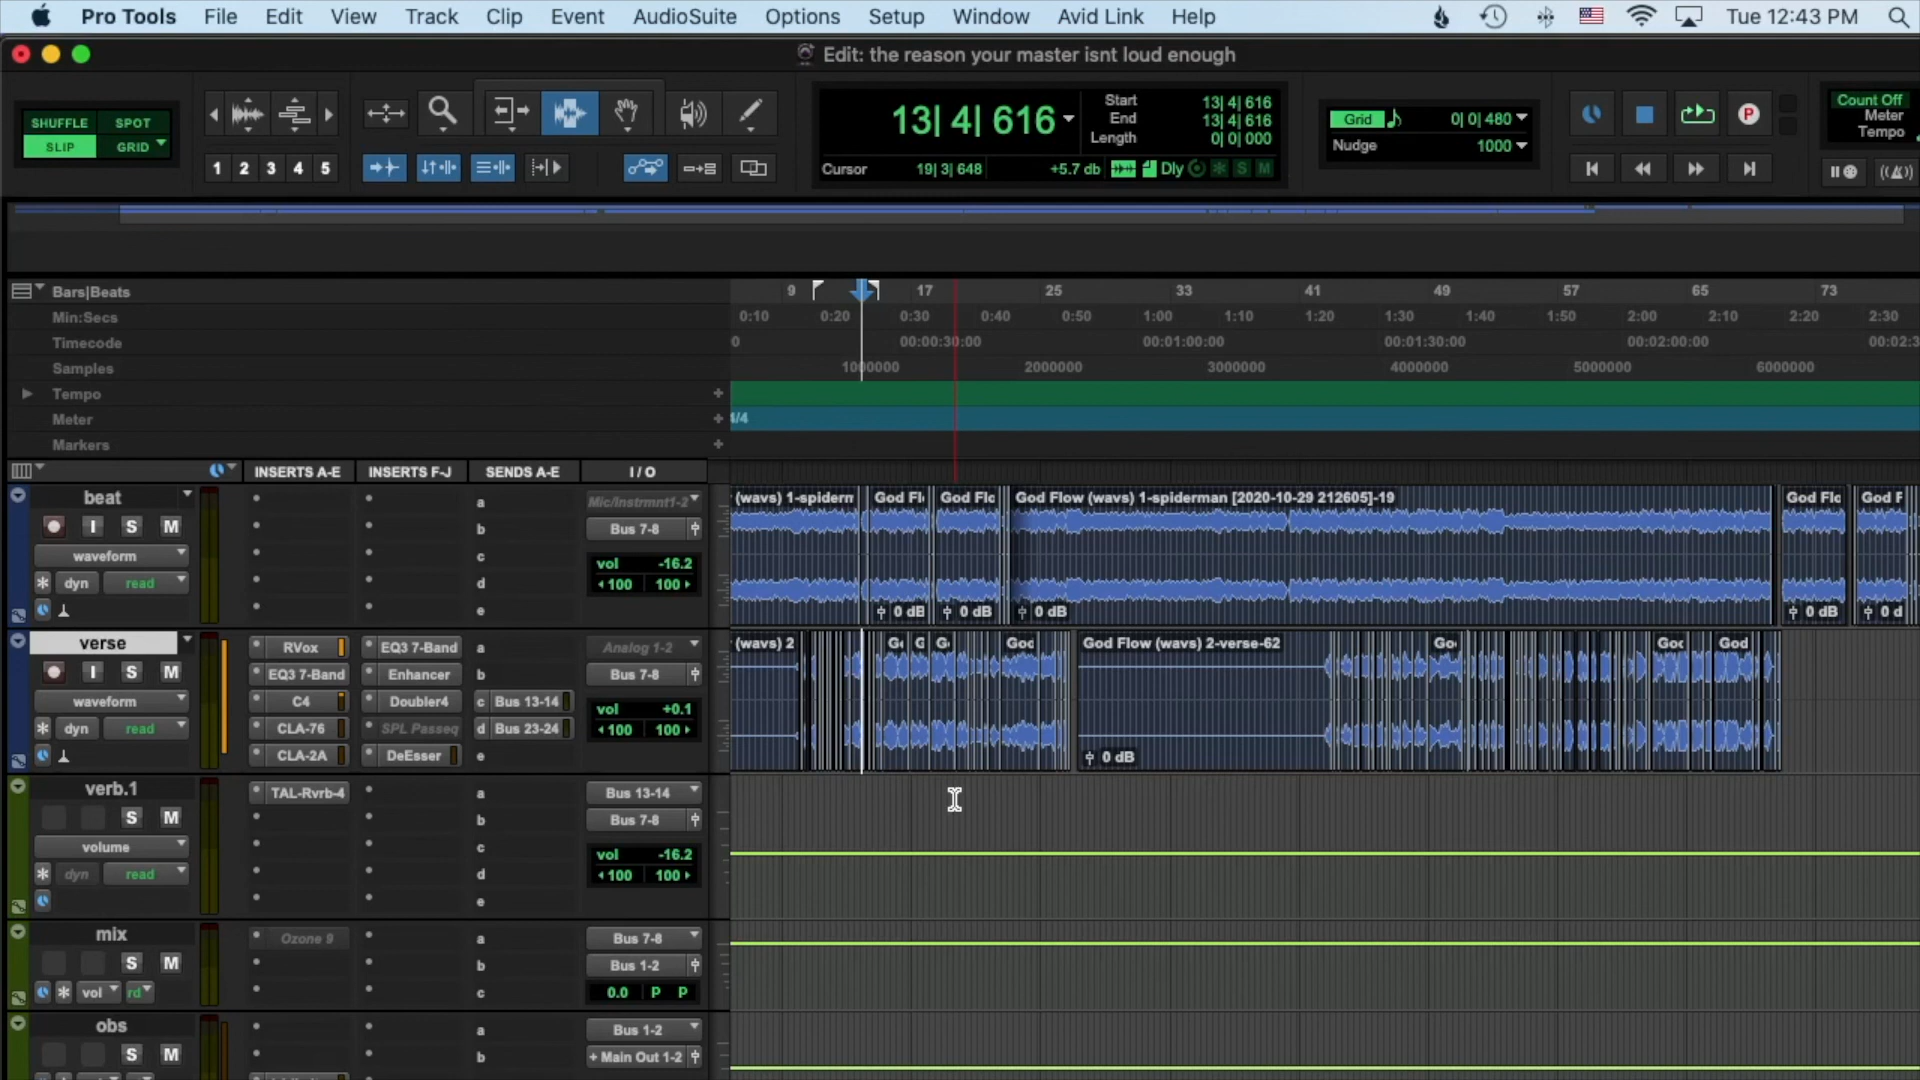 Pro Tools File Edit View Track Clip Event AudioSuite Options Setup Window Avid Link Help Tue 12:43 PM
Edit: the reason your master isnt loud enough
SHUFFLE SPOT
SLIP GRID
1 2 3 4 5
13| 4| 616
Start 13| 4| 616
End 13| 4| 616
Length 0| 0| 000
Cursor 19| 3| 648 +5.7 db Dly S M
Grid 0| 0| 480
Nudge 1000
P
Count Off
Meter
Tempo
Bars|Beats 9 17 25 33 41 49 57 65 73
Min:Secs 0:10 0:20 0:30 0:40 0:50 1:00 1:10 1:20 1:30 1:40 1:50 2:00 2:10 2:20 2:30
Timecode 0 00:00:30:00 00:01:00:00 00:01:30:00 00:02:00:00 00:02:3
Samples 1000000 2000000 3000000 4000000 5000000 6000000
Tempo +
Meter + 4/4
Markers +
INSERTS A-E INSERTS F-J SENDS A-E I / O
beat a Mic/Instrmnt1-2 (wavs) 1-spiderm God Fl God Flc God Flow (wavs) 1-spiderman [2020-10-29 212605]-19 God Flc God F
I S M b Bus 7-8
waveform c vol -16.2
dyn read d 100 100
e 0 dB 0 dB 0 dB 0 dB 0 d
verse RVox EQ3 7-Band a Analog 1-2 (wavs) 2 G G G God God Flow (wavs) 2-verse-62 Go God God
I S M EQ3 7-Band Enhancer b Bus 7-8
waveform C4 Doubler4 c Bus 13-14 vol +0.1
dyn read CLA-76 SPL Passeq d Bus 23-24 100 100
CLA-2A DeEsser e 0 dB
verb.1 TAL-Rvrb-4 a Bus 13-14
S M b Bus 7-8
volume c vol -16.2
dyn read d 100 100
e
mix Ozone 9 a Bus 7-8
S M b Bus 1-2
vol rd c 0.0 P P
obs a Bus 1-2
S M b + Main Out 1-2